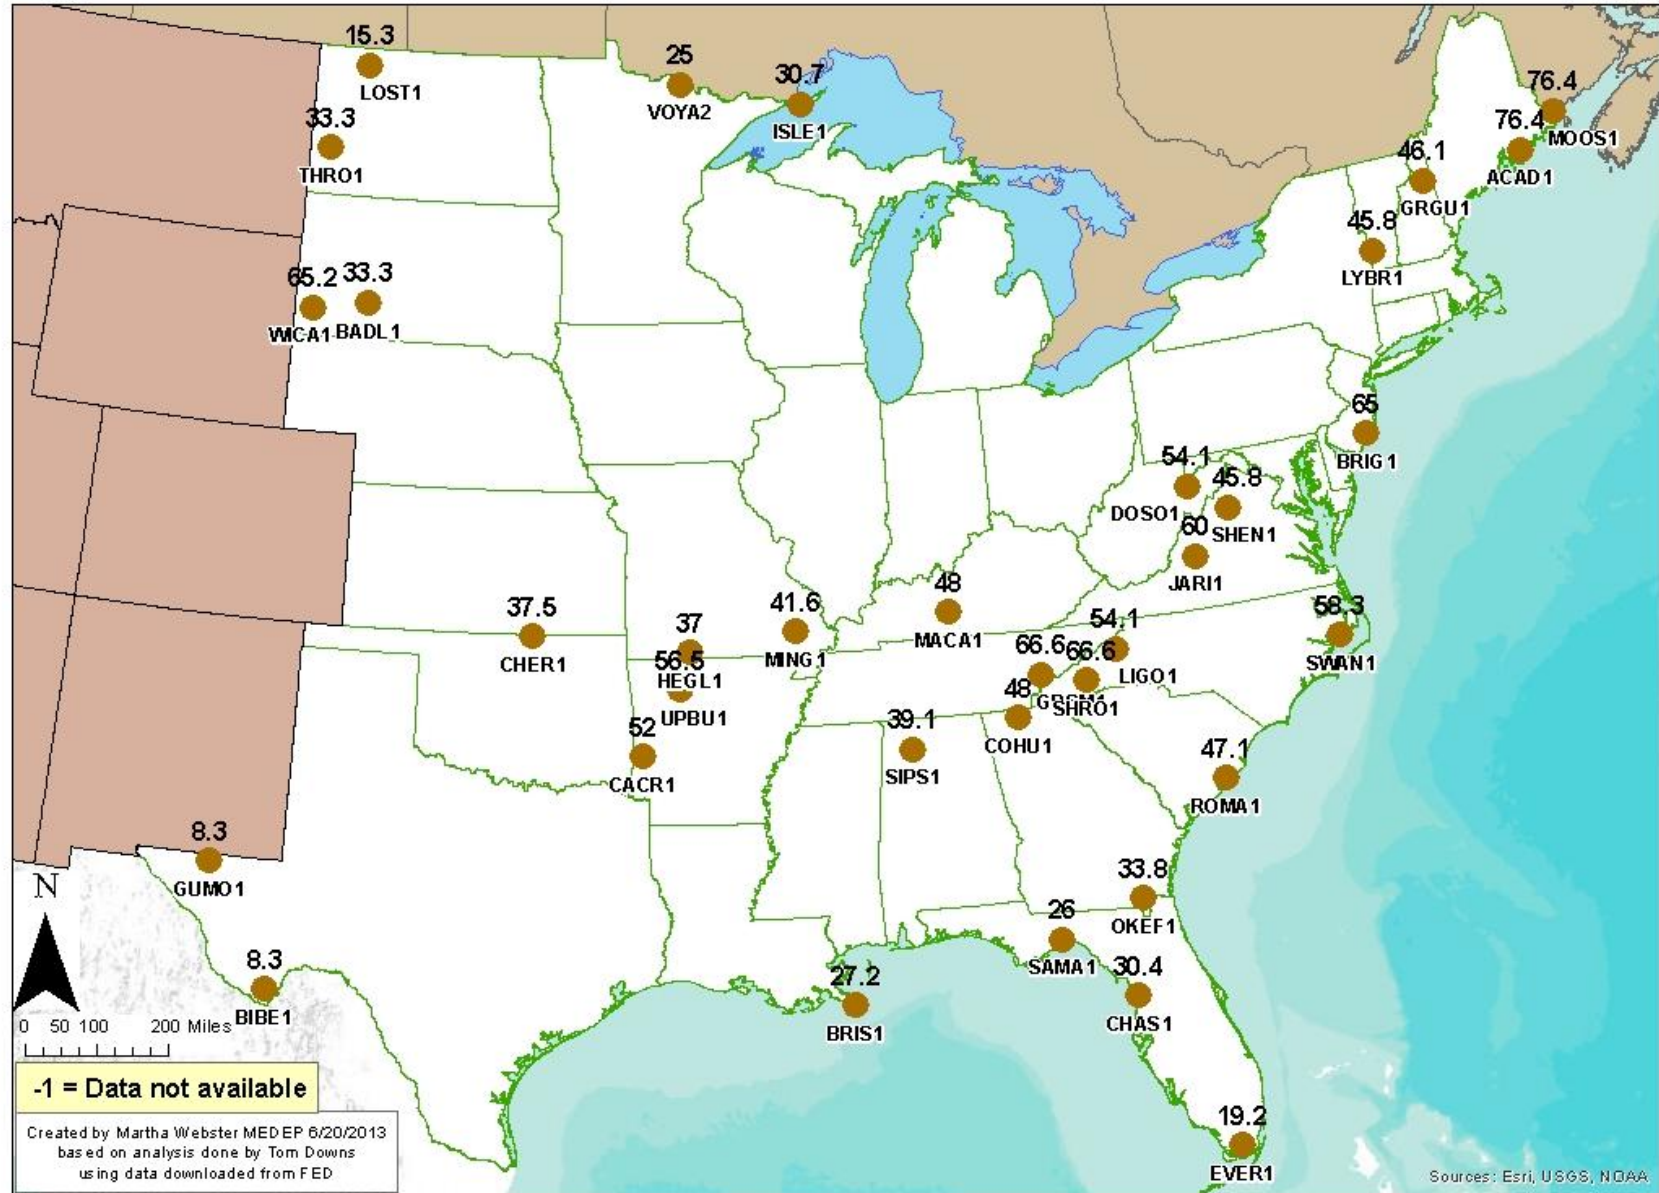 15.3
LOST1
25
VOYA2
30.7
ISLE1
76.4
MOOS1
76.4
ACAD1
33.3
THRO1
46.1
GRGU1
45.8
LYBR1
65.2
WICA1
33.3
BADL1
65
BRIG1
54.1
DOSO1
45.8
SHEN1
60
JARI1
37.5
CHER1
37
HEGL1
56.5
UPBU1
41.6
MING1
48
MACA1
54.1
LIGO1
58.3
SWAN1
66.6
66.6
SHRO1
48
COHU1
39.1
SIPS1
52
CACR1
47.1
ROMA1
8.3
GUMO1
33.8
OKEF1
26
SAMA1
30.4
CHAS1
27.2
BRIS1
8.3
BIBE1
19.2
EVER1
N
0 50 100 200 Miles
-1 = Data not available
Created by Martha Webster MEDEP 6/20/2013
based on analysis done by Tom Downs
using data downloaded from FED
Sources: Esri, USGS, NOAA